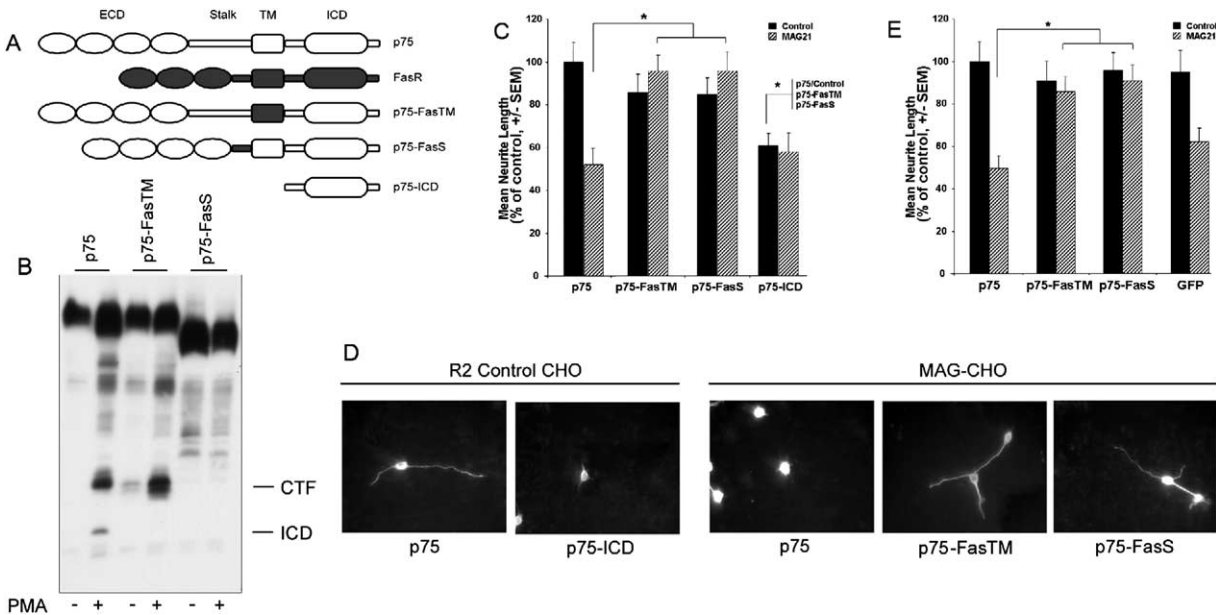 A
ECD Stalk TM ICD
p75
FasR
p75-FasTM
p75-FasS
p75-ICD
B
p75
p75-FasTM
p75-FasS
CTF
ICD
PMA - + - + - +
C
Control
MAG21
*
* p75/Control
p75-FasTM
p75-FasS
Mean Neurite Length
(% of control, +/- SEM)
120
100
80
60
40
20
0
p75 p75-FasTM p75-FasS p75-ICD
E
Control
MAG21
*
Mean Neurite Length
(% of control, +/- SEM)
120
100
80
60
40
20
0
p75 p75-FasTM p75-FasS GFP
D
R2 Control CHO MAG-CHO
p75 p75-ICD p75 p75-FasTM p75-FasS